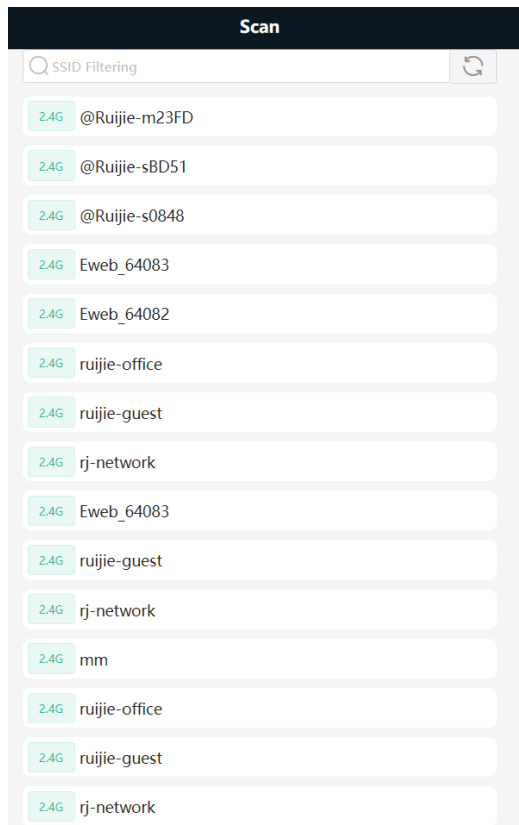 Scan
SSID Filtering
2.4G @Ruijie-m23FD
2.4G @Ruijie-sBD51
2.4G @Ruijie-s0848
2.4G Eweb_64083
2.4G Eweb_64082
2.4G ruijie-office
2.4G ruijie-guest
2.4G rj-network
2.4G Eweb_64083
2.4G ruijie-guest
2.4G rj-network
2.4G mm
2.4G ruijie-office
2.4G ruijie-guest
2.4G rj-network